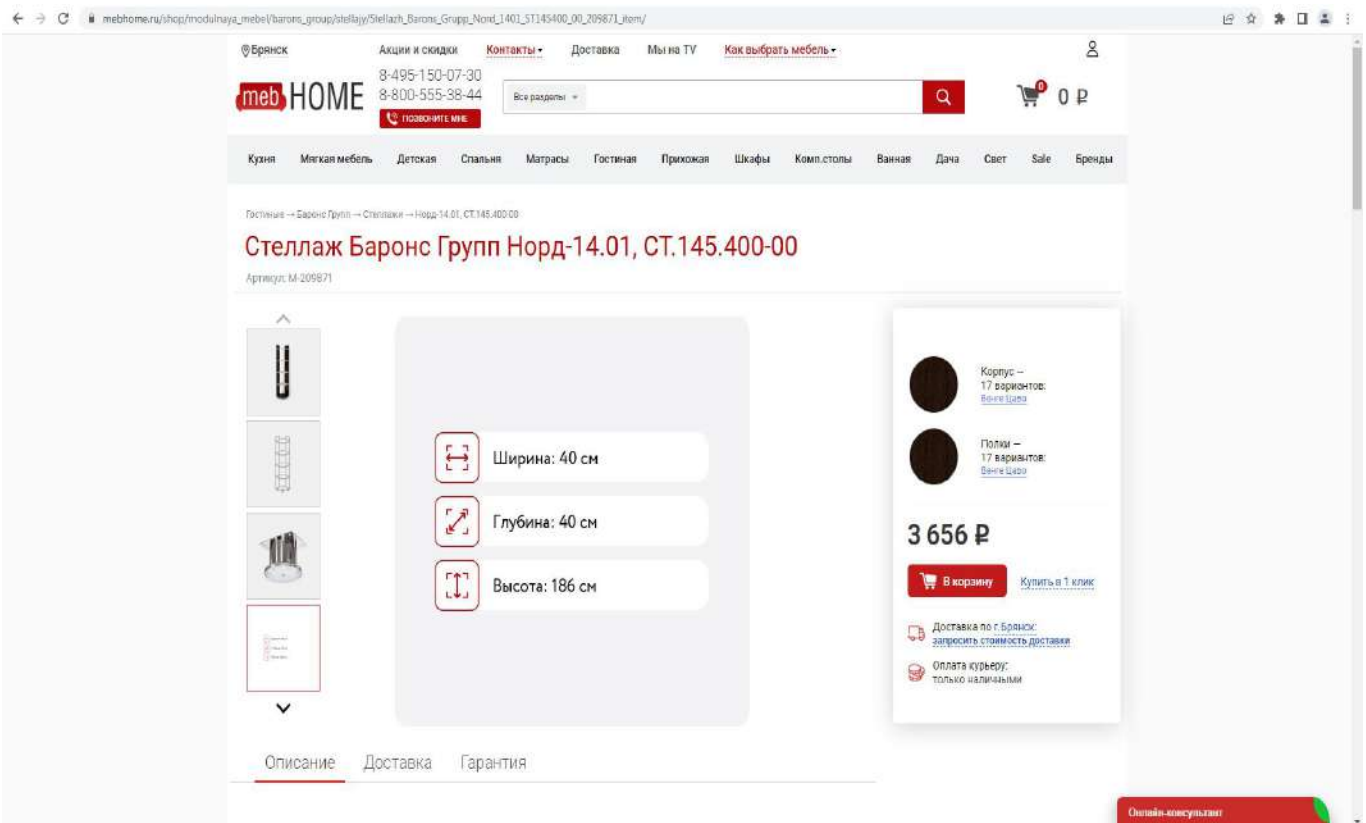 mebhome.ru/shop/modulnaya_mebel/barons_group/stellajy/Stellazh_Barons_Grupp_Nord_1401_ST145400_00_209871_item/
Брянск
Акции и скидки
Контакты
Доставка
Мы на TV
Как выбрать мебель
meb HOME
8-495-150-07-30
8-800-555-38-44
ПОЗВОНИТЕ МНЕ
Все разделы
0
0 ₽
Кухня Мягкая мебель Детская Спальня Матрасы Гостиная Прихожая Шкафы Комп.столы Ванная Дача Свет Sale Бренды
Гостиные → Баронс Групп → Стеллажи → Норд-14.01, СТ.145.400-00
Стеллаж Баронс Групп Норд-14.01, СТ.145.400-00
Артикул: М-209871
Ширина: 40 см
Глубина: 40 см
Высота: 186 см
Корпус –
17 вариантов:
Венге Цаво
Полки –
17 вариантов:
Венге Цаво
3 656 ₽
В корзину
Купить в 1 клик
Доставка по г.Брянск:
запросить стоимость доставки
Оплата курьеру:
только наличными
Описание Доставка Гарантия
Онлайн-консультант